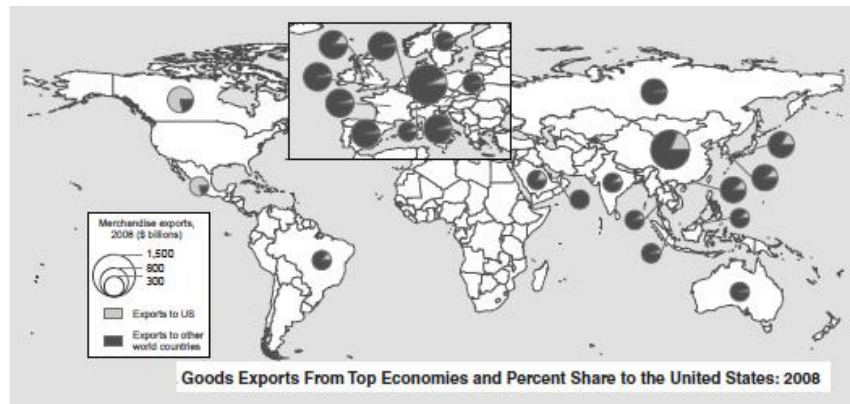 Merchandise exports,
2008 ($ billions)
1,500
800
300
Exports to US
Exports to other
world countries
. Goods Exports From Top Economies and Percent Share to the United States: 2008